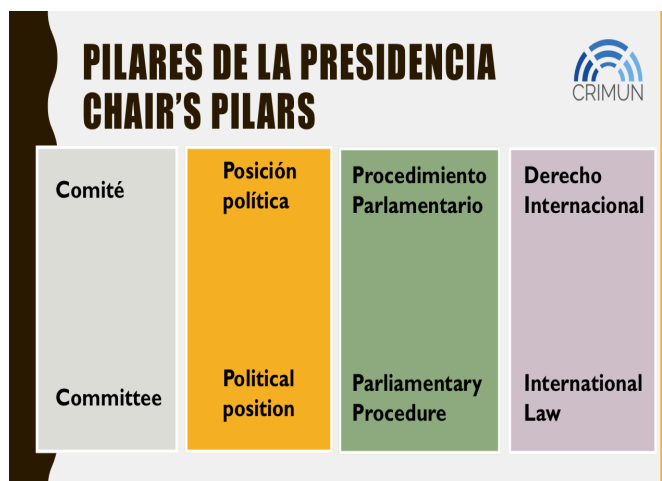 PILARES DE LA PRESIDENCIA
CHAIR'S PILARS
CRIMUN
Comité
Committee
Posición
política
Political
position
Procedimiento
Parlamentario
Parliamentary
Procedure
Derecho
Internacional
International
Law